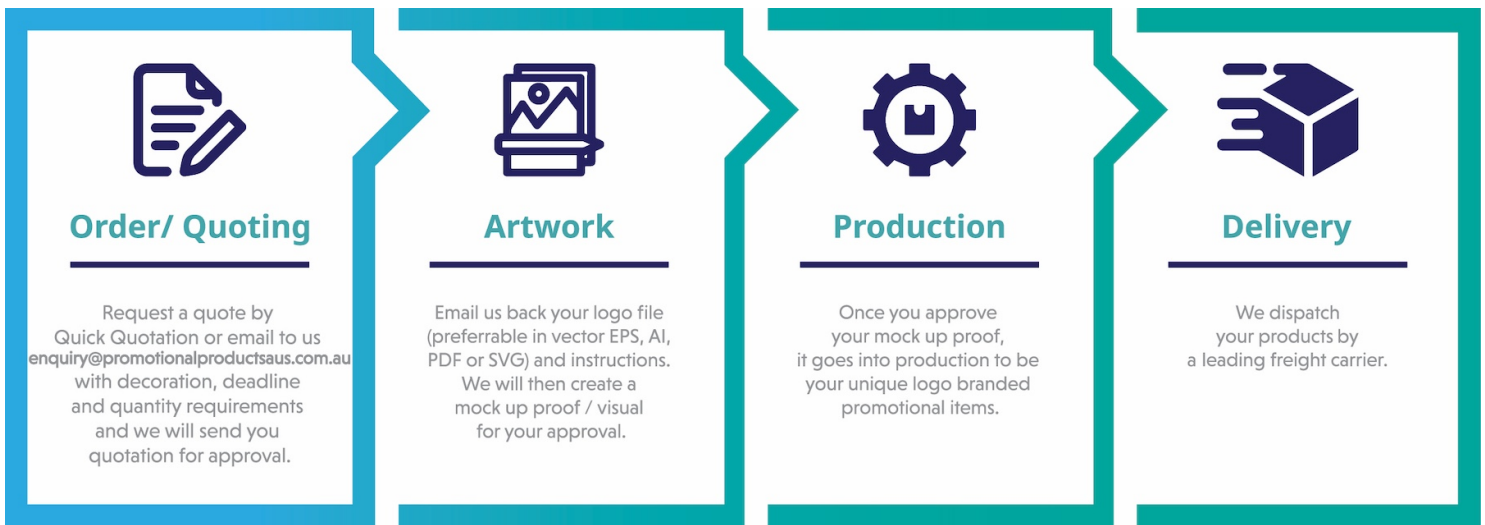 Order/ Quoting
Request a quote by
Quick Quotation or email to us
enquiry@promotionalproductsaus.com.au
with decoration, deadline
and quantity requirements
and we will send you
quotation for approval.
Artwork
Email us back your logo file
(preferrable in vector EPS, AI,
PDF or SVG) and instructions.
We will then create a
mock up proof / visual
for your approval.
Production
Once you approve
your mock up proof,
it goes into production to be
your unique logo branded
promotional items.
Delivery
We dispatch
your products by
a leading freight carrier.